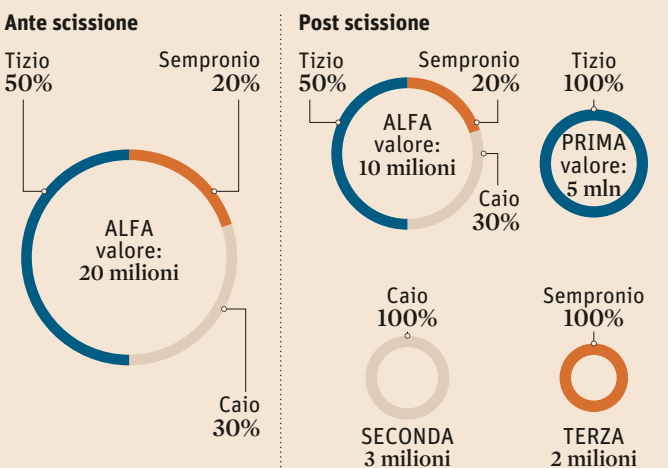 Ante scissione
Tizio
50%
Sempronio
20%
ALFA
valore:
20 milioni
Caio
30%
Post scissione
Tizio
50%
Sempronio
20%
ALFA
valore:
10 milioni
Caio
30%
Tizio
100%
PRIMA
valore:
5 mln
Caio
100%
SECONDA
3 milioni
Sempronio
100%
TERZA
2 milioni